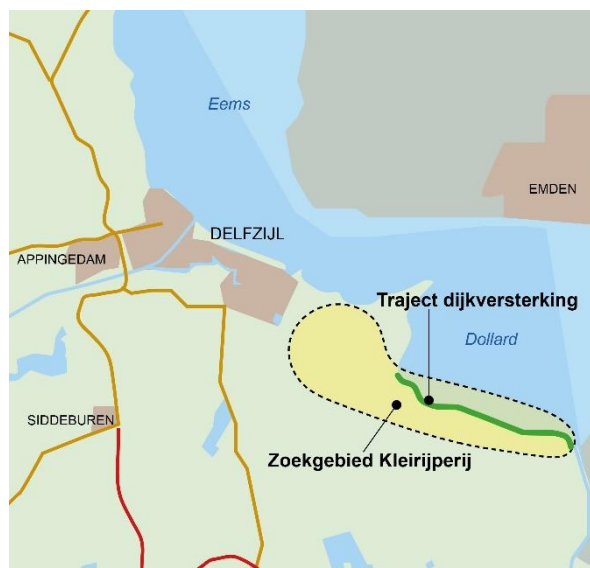 Eems
EMDEN
DELFZIJL
APPINGEDAM
Traject dijkversterking
Dollard
SIDDEBUREN
Zoekgebied Kleirijperij